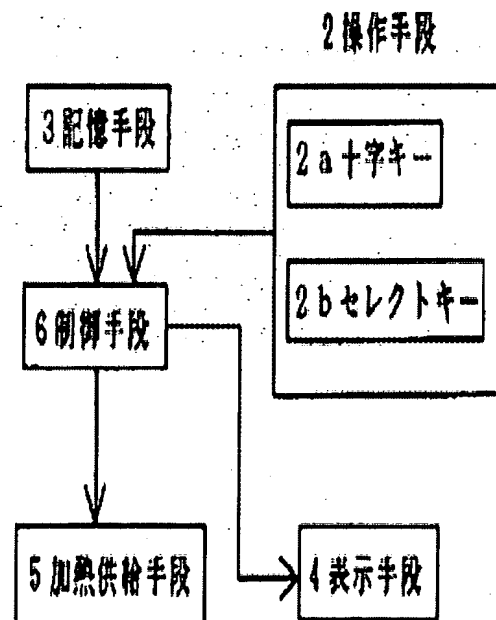 2操作手段
3記憶手段
2a十字キー
2bセレクトキー
6制御手段
5加熱供給手段
4表示手段